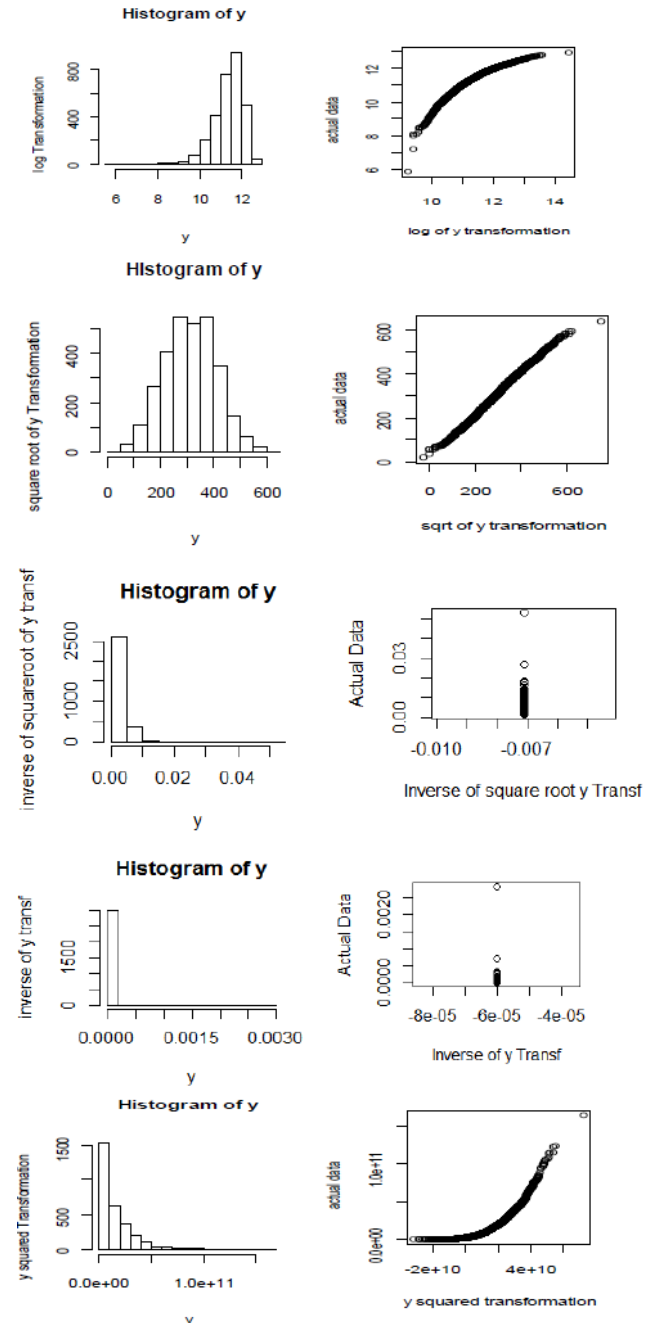 Histogram of y
log Transformation
0 400 800
6 8 10 12
y
actual data
6 8 10 12
10 12 14
log of y transformation
Histogram of y
square root of y Transformation
0 200 400
0 200 400 600
y
actual data
0 200 400 600
0 200 600
sqrt of y transformation
Histogram of y
inverse of squareroot of y transf
0 1000 2500
0.00 0.02 0.04
y
Actual Data
0.00 0.03
-0.010 -0.007
Inverse of square root y Transf
Histogram of y
inverse of y transf
0 1500
0.0000 0.0015 0.0030
y
Actual Data
0.0000 0.0020
-8e-05 -6e-05 -4e-05
Inverse of y Transf
Histogram of y
y squared Transformation
0 500 1500
0.0e+00 1.0e+11
y
actual data
0.0e+00 1.0e+11
-2e+10 4e+10
y squared transformation